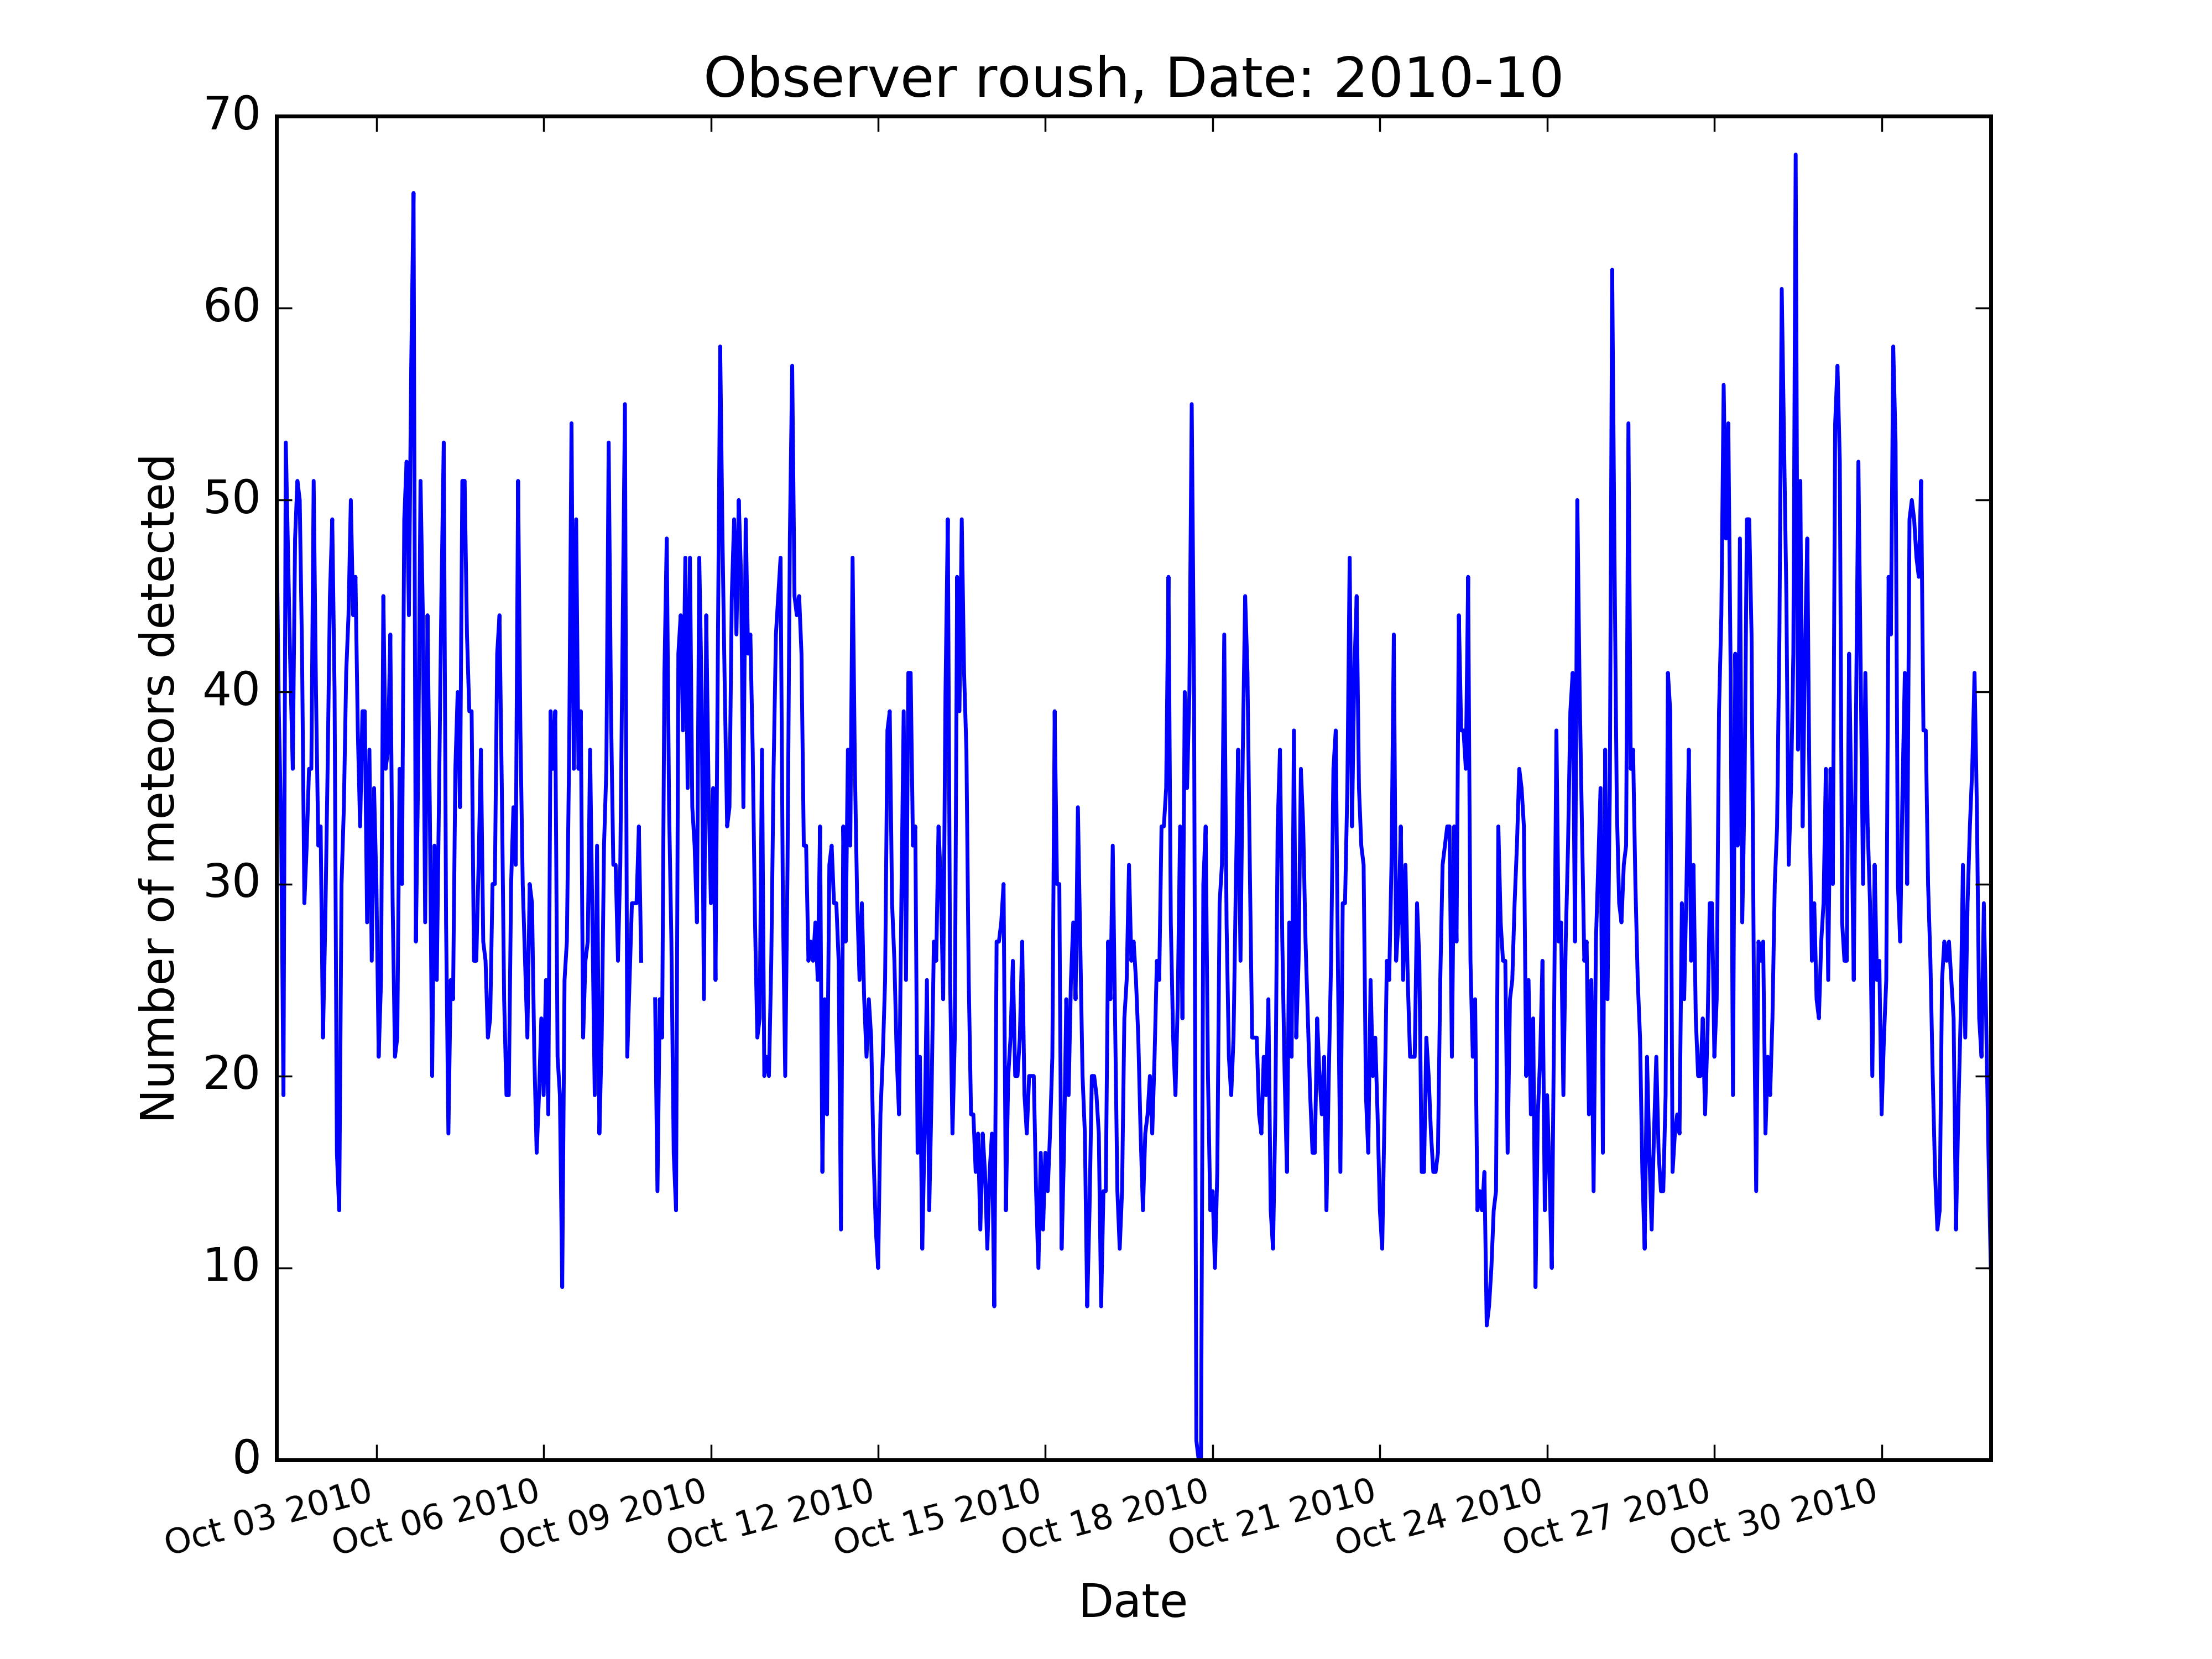 Observer roush, Date: 2010-10
70
60
50
40
30
20
10
0
Number of meteors detected
Oct 03 2010
Oct 06 2010
Oct 09 2010
Oct 12 2010
Oct 15 2010
Oct 18 2010
Oct 21 2010
Oct 24 2010
Oct 27 2010
Oct 30 2010
Date